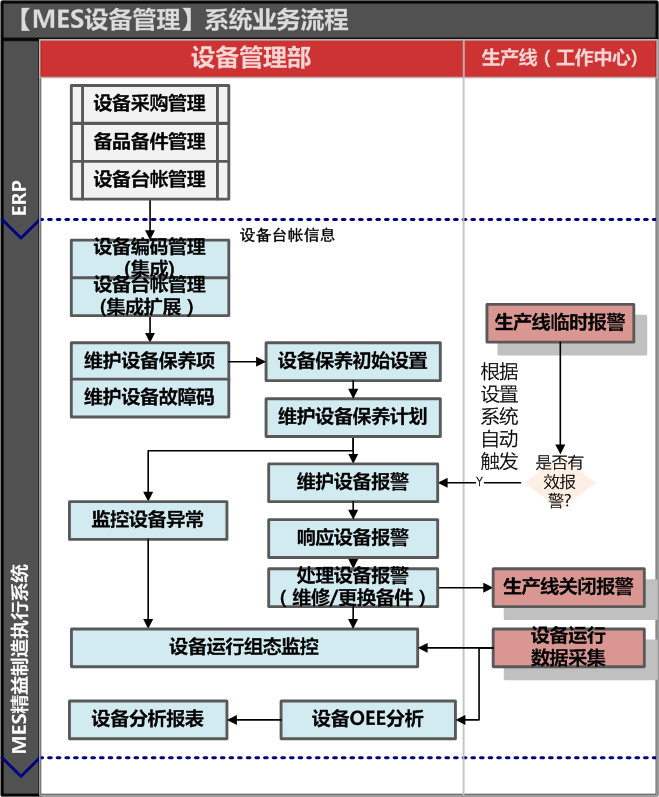 【MES设备管理】系统业务流程
设备管理部
生产线（工作中心)
ERP
设备采购管理
备品备件管理
设备台帐管理
设备台帐信息
设备编码管理
(集成)
设备台帐管理
(集成扩展 )
生产线临时报警
维护设备保养项
设备保养初始设置
维护设备故障码
维护设备保养计划
根据
设置
系统
自动
触发
是否有
效报
警?
Y
维护设备报警
监控设备异常
响应设备报警
处理设备报警
( 维修/更换备件 )
生产线关闭报警
设备运行组态监控
设备运行
数据采集
设备分析报表
设备OEE分析
MES精益制造执行系统